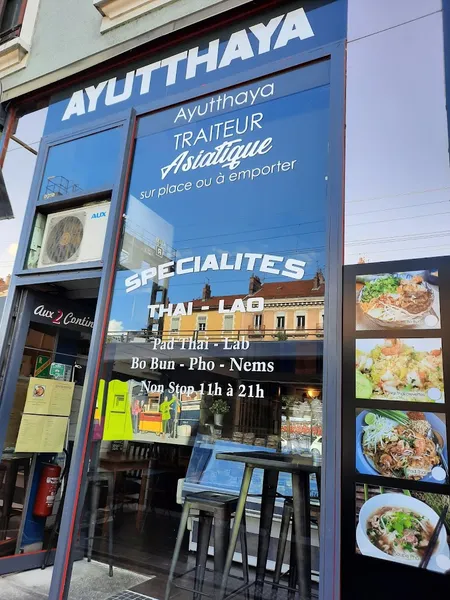 AYUTTHAYA
Ayutthaya
TRAITEUR
Asiatique
sur place ou à emporter
AUX
SPECIALITES
THAI - LAO
Aux 2 Contin
Pad Thai - Lab
Bo Bun - Pho - Nems
Non Stop 11h à 21h